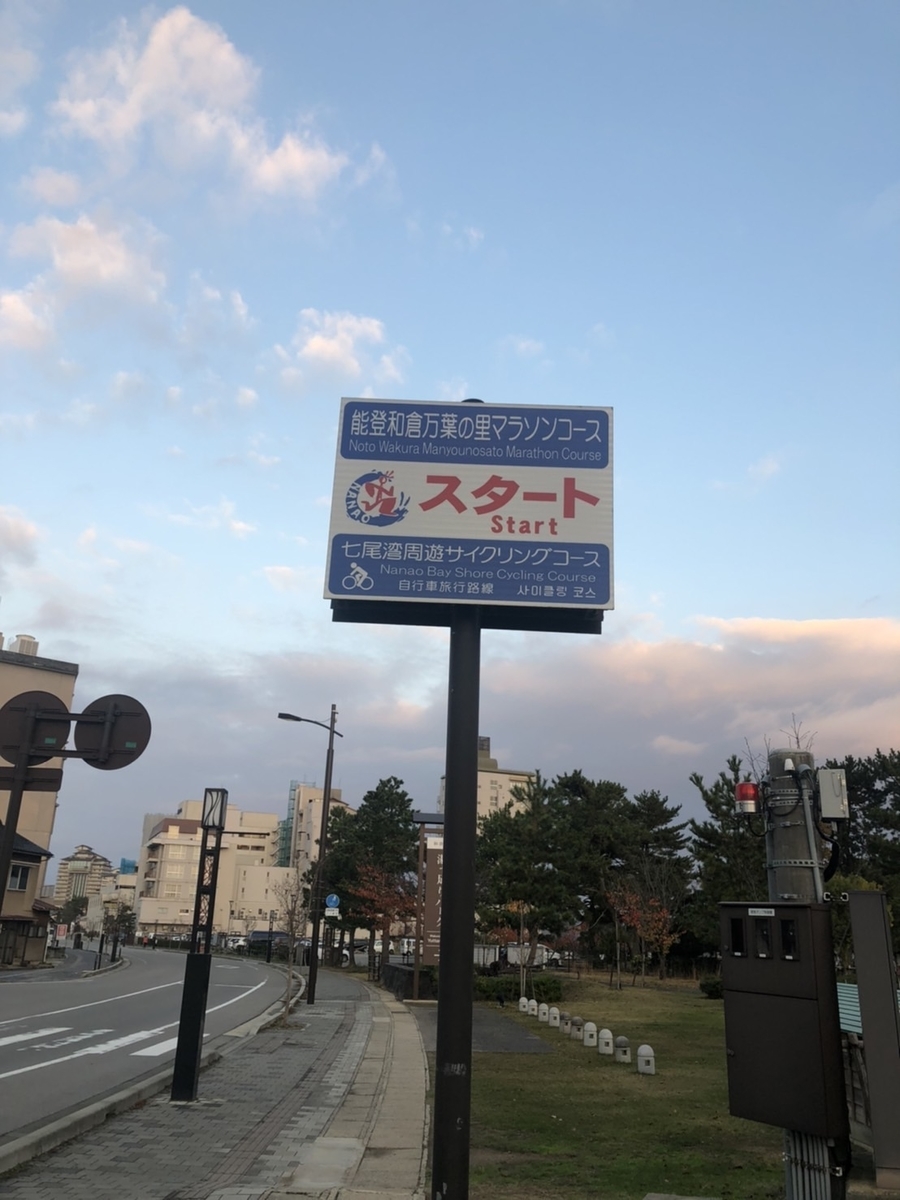 能登和倉万葉の里マラソンコース
Noto Wakura Manyounosato Marathon Course
NANAO
スタート
Start
七尾湾周遊サイクリングコース
Nanao Bay Shore Cycling Course
自行車旅行路線 사이클링 코스